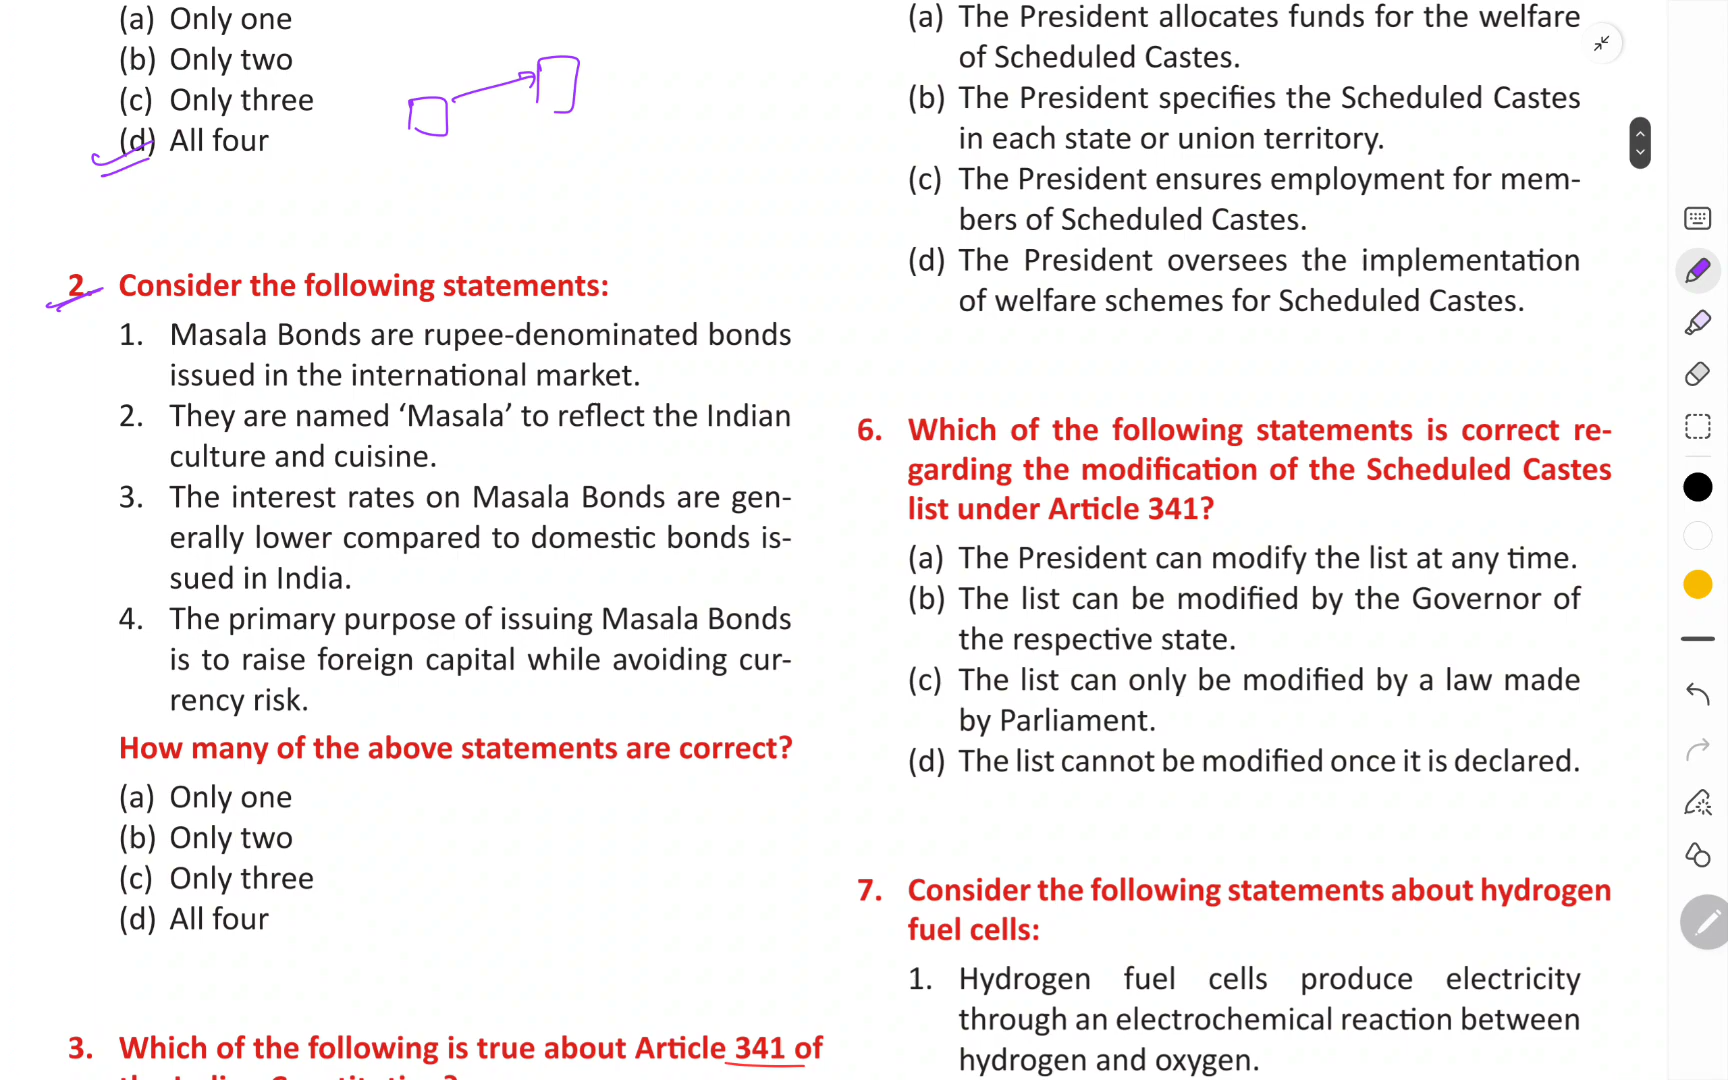 (a) Only one
(b) Only two
(c) Only three
(d) All four
2. Consider the following statements:
1. Masala Bonds are rupee-denominated bonds
issued in the international market.
2. They are named ‘Masala’ to reflect the Indian
culture and cuisine.
3. The interest rates on Masala Bonds are gen-
erally lower compared to domestic bonds is-
sued in India.
4. The primary purpose of issuing Masala Bonds
is to raise foreign capital while avoiding cur-
rency risk.
How many of the above statements are correct?
(a) Only one
(b) Only two
(c) Only three
(d) All four
3. Which of the following is true about Article 341 of
(a) The President allocates funds for the welfare
of Scheduled Castes.
(b) The President specifies the Scheduled Castes
in each state or union territory.
(c) The President ensures employment for mem-
bers of Scheduled Castes.
(d) The President oversees the implementation
of welfare schemes for Scheduled Castes.
6. Which of the following statements is correct re-
garding the modification of the Scheduled Castes
list under Article 341?
(a) The President can modify the list at any time.
(b) The list can be modified by the Governor of
the respective state.
(c) The list can only be modified by a law made
by Parliament.
(d) The list cannot be modified once it is declared.
7. Consider the following statements about hydrogen
fuel cells:
1. Hydrogen fuel cells produce electricity
through an electrochemical reaction between
hydrogen and oxygen.